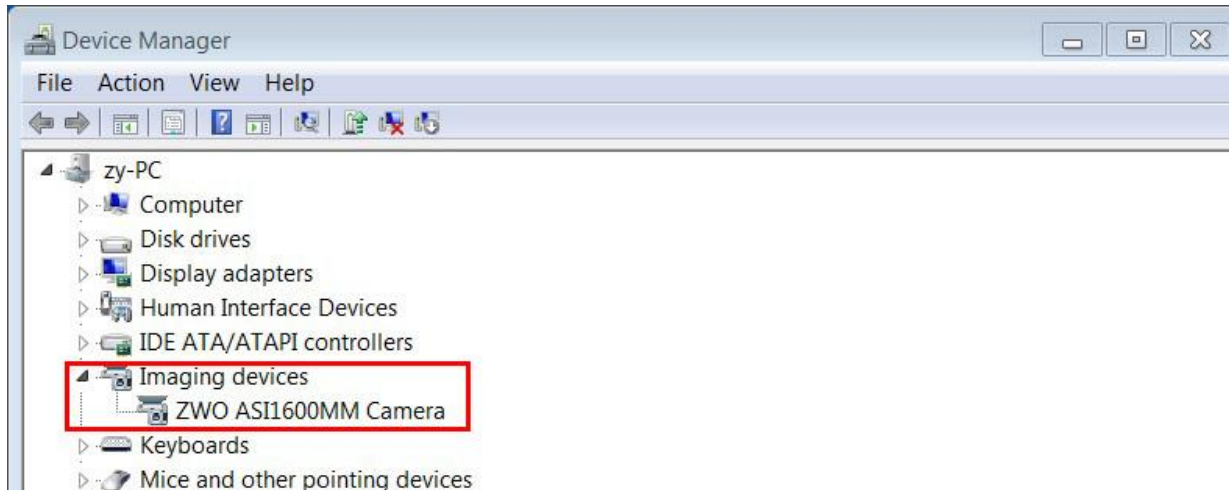 Device Manager
File Action View Help
zy-PC
Computer
Disk drives
Display adapters
Human Interface Devices
IDE ATA/ATAPI controllers
Imaging devices
ZWO ASI1600MM Camera
Keyboards
Mice and other pointing devices